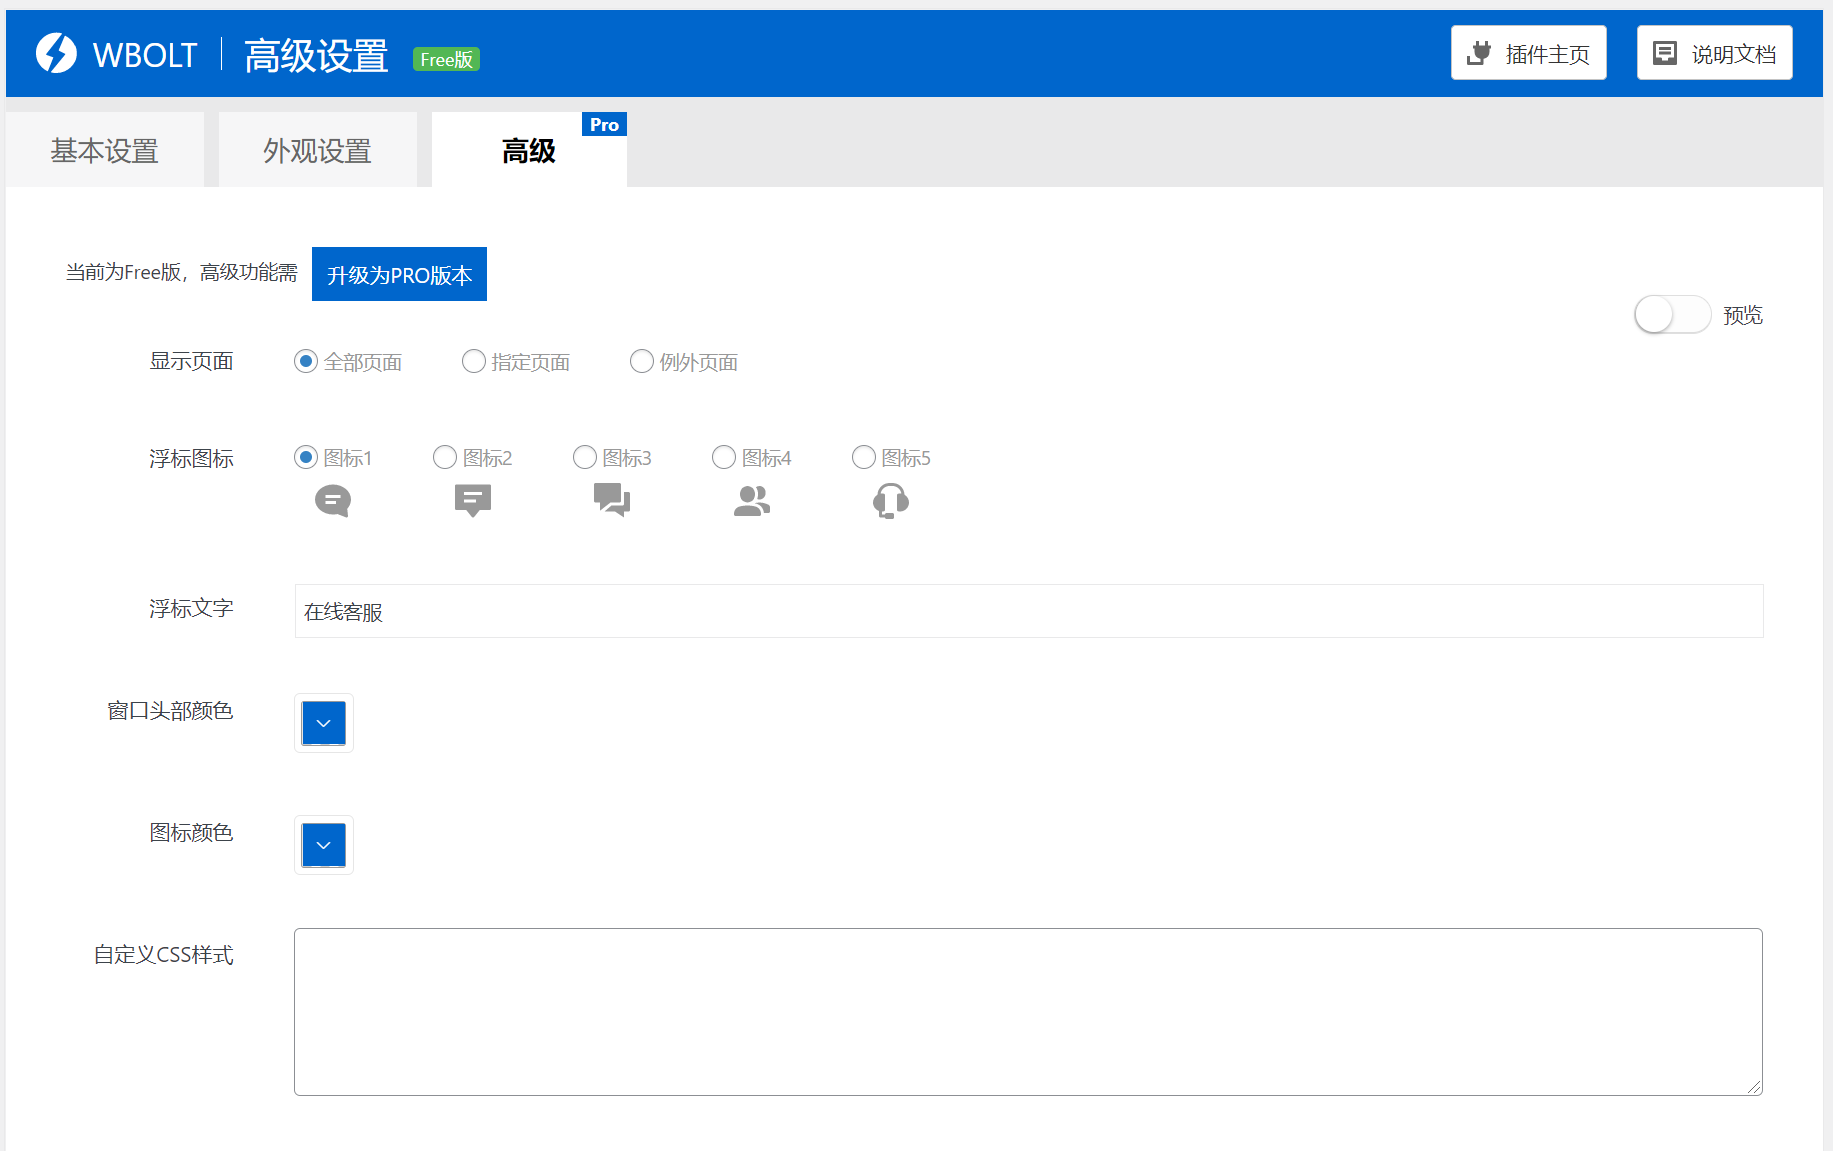 WBOLT 高级设置 Free版 插件主页 说明文档
基本设置 外观设置 高级 Pro
当前为Free版，高级功能需 升级为PRO版本
预览
显示页面 全部页面 指定页面 例外页面
浮标图标 图标1 图标2 图标3 图标4 图标5
浮标文字 在线客服
窗口头部颜色
图标颜色
自定义CSS样式